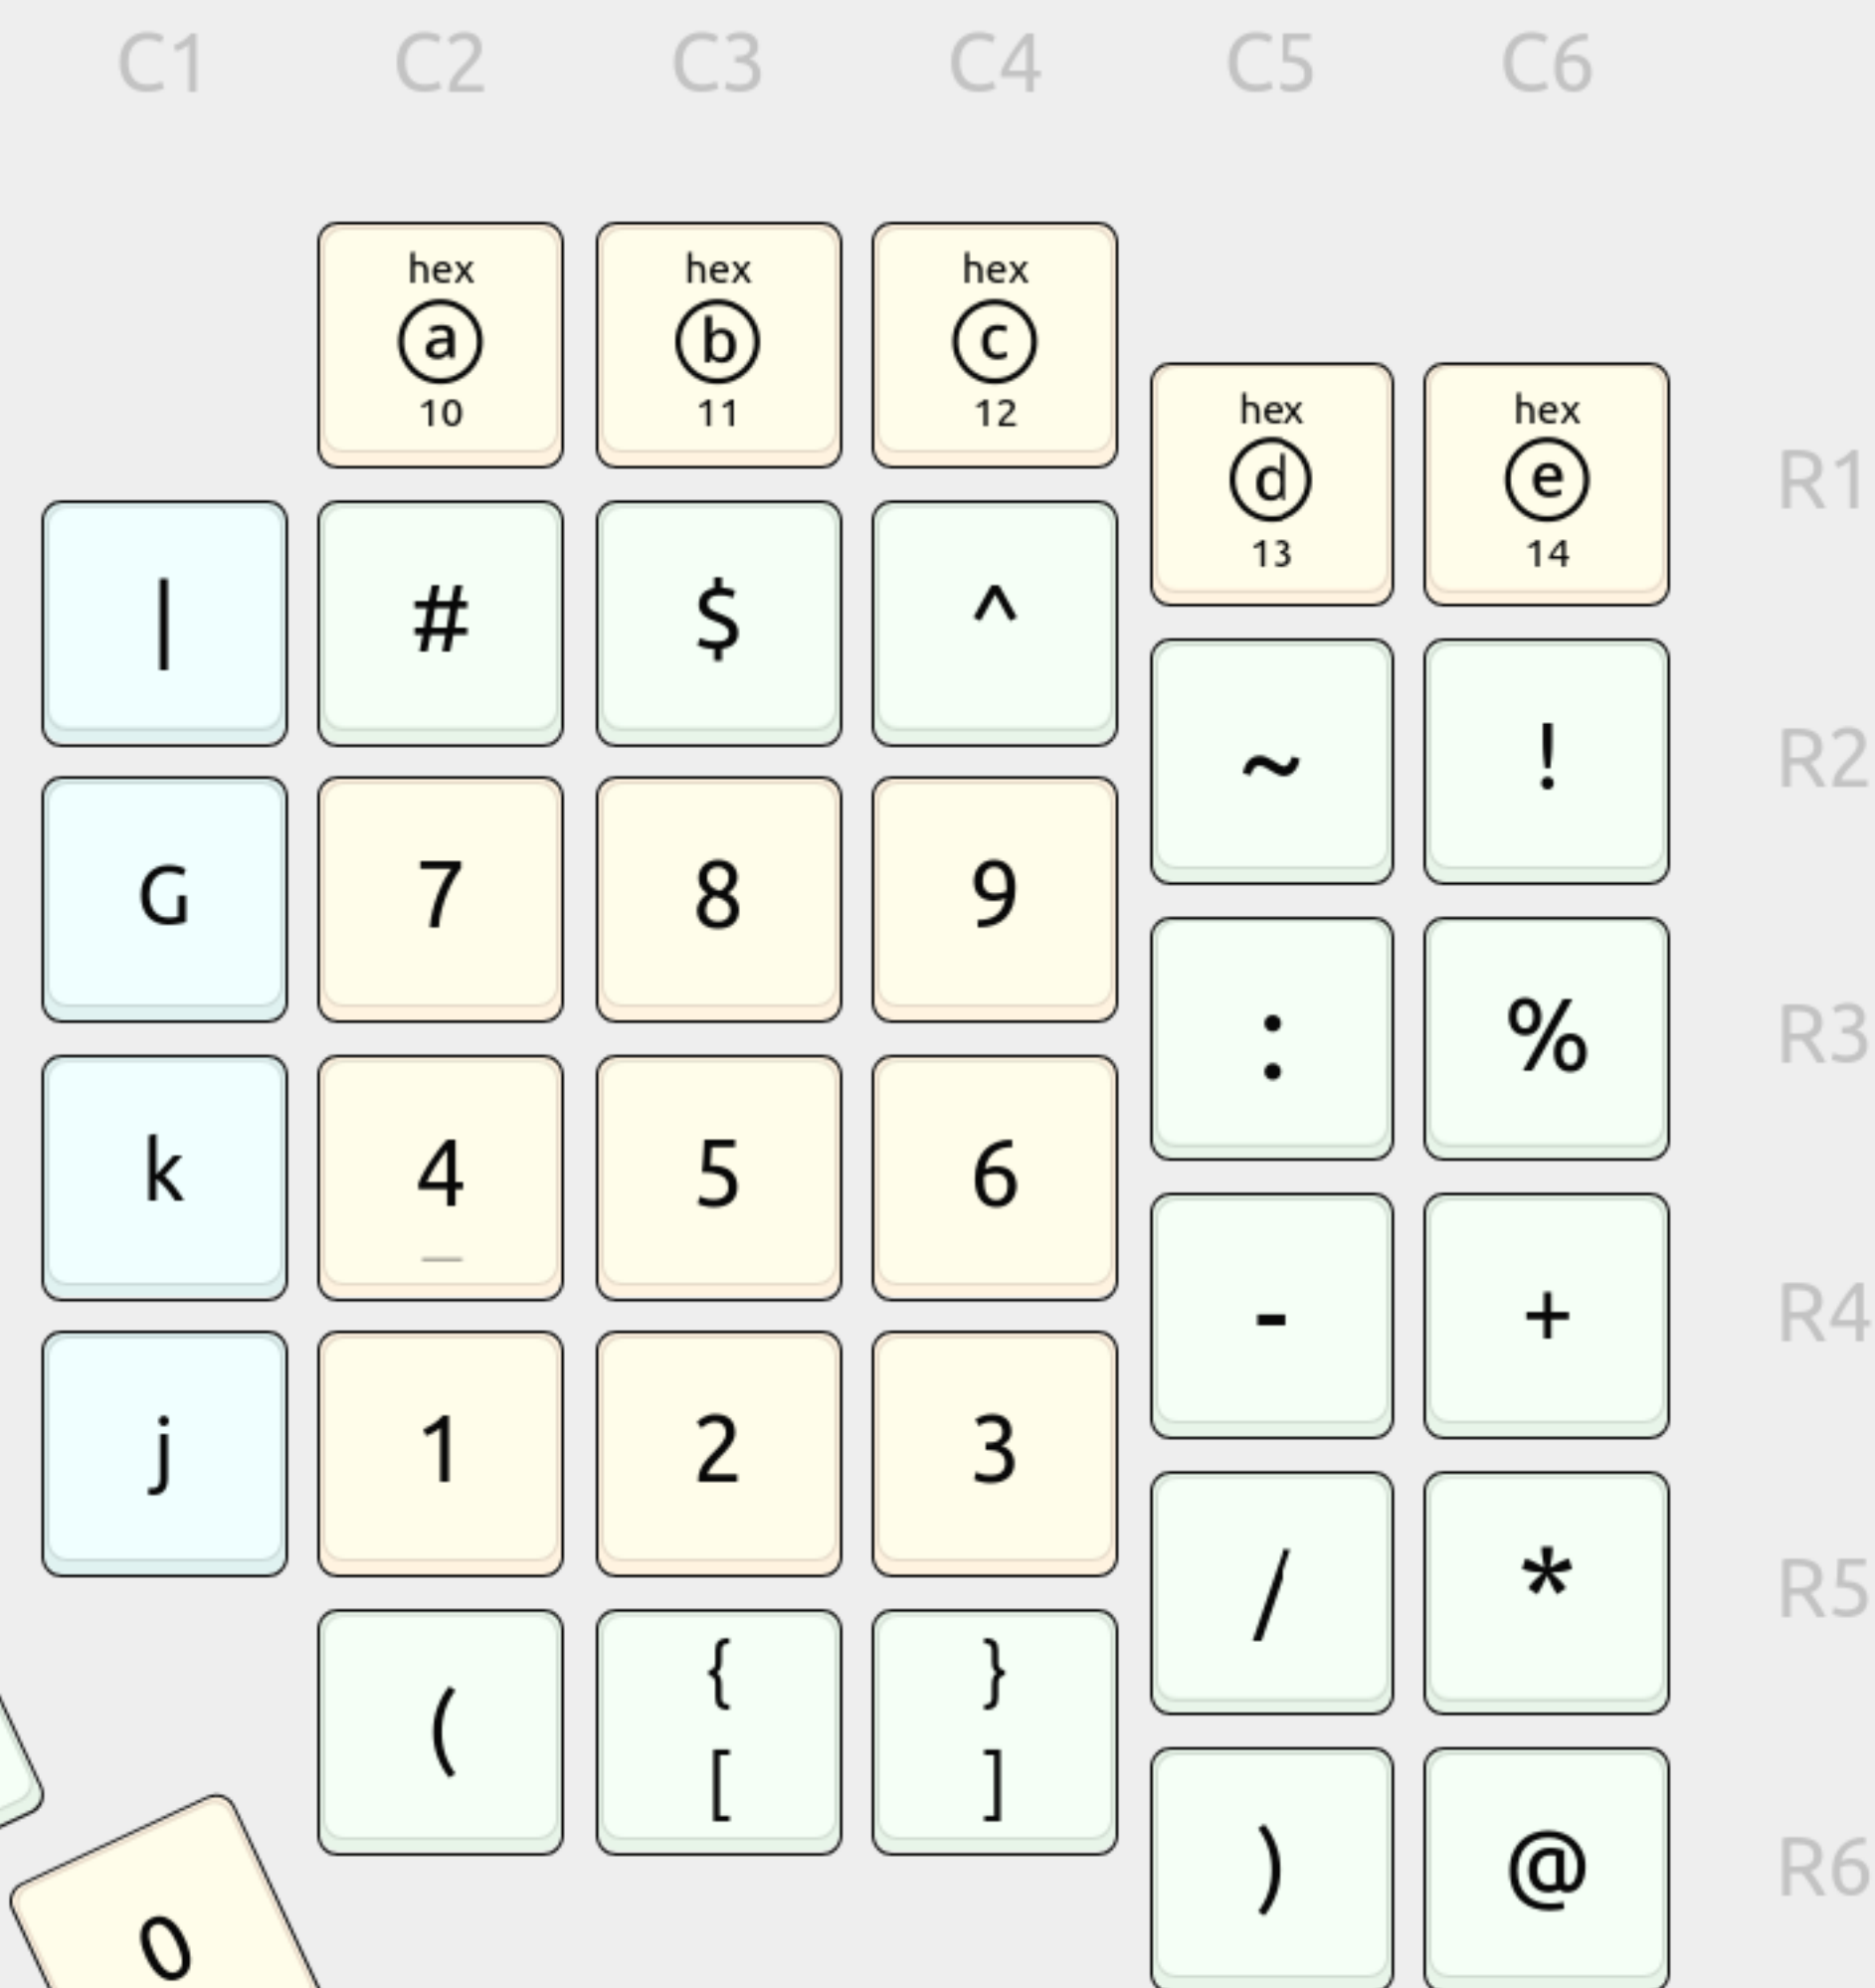 C1 C2 C3 C4 C5 C6
hex hex hex
a b c
10 11 12
hex hex
d e
13 14
R1
| # $ ^
~ !
R2
G 7 8 9
: %
R3
k 4 5 6
_
- +
R4
j 1 2 3
/ *
R5
( { }
[ ]
) @
R6
0